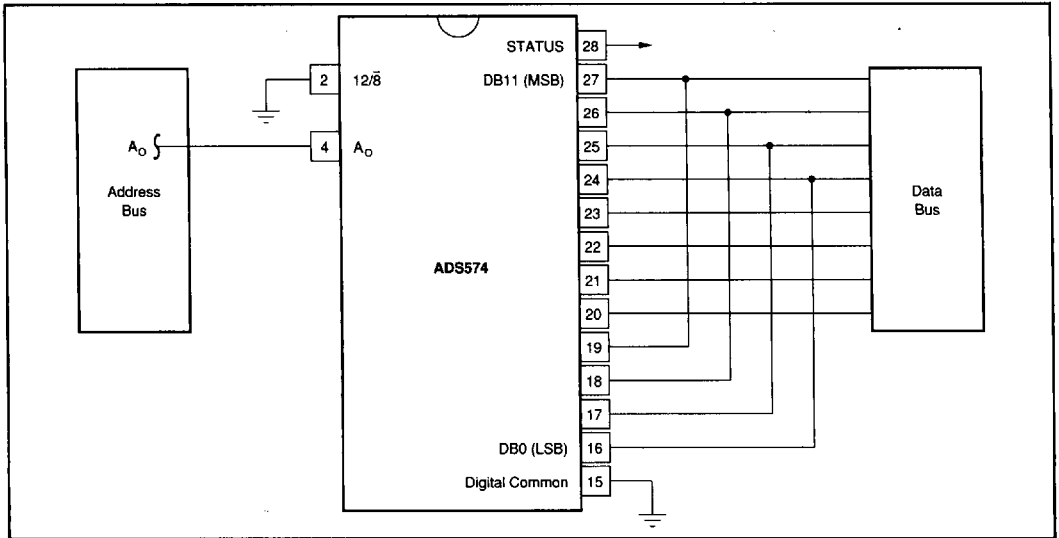 STATUS 28
2 12/8̅ DB11 (MSB) 27
26
A₀ 4 A₀ 25
Address
Bus
24
Data
Bus
23
22
ADS574 21
20
19
18
17
DB0 (LSB) 16
Digital Common 15